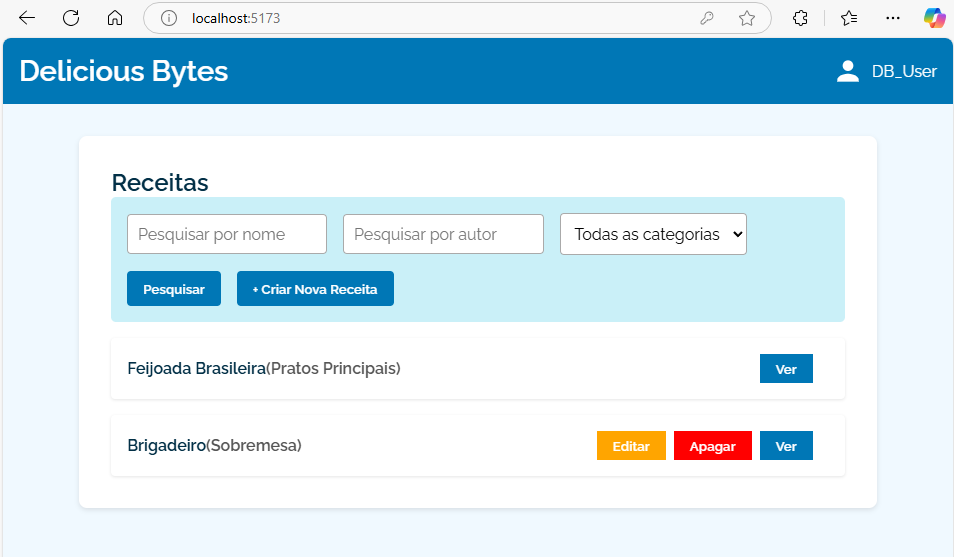 localhost:5173
Delicious Bytes
DB_User
Receitas
Pesquisar por nome
Pesquisar por autor
Todas as categorias
Pesquisar
+ Criar Nova Receita
Feijoada Brasileira(Pratos Principais)
Ver
Brigadeiro(Sobremesa)
Editar
Apagar
Ver